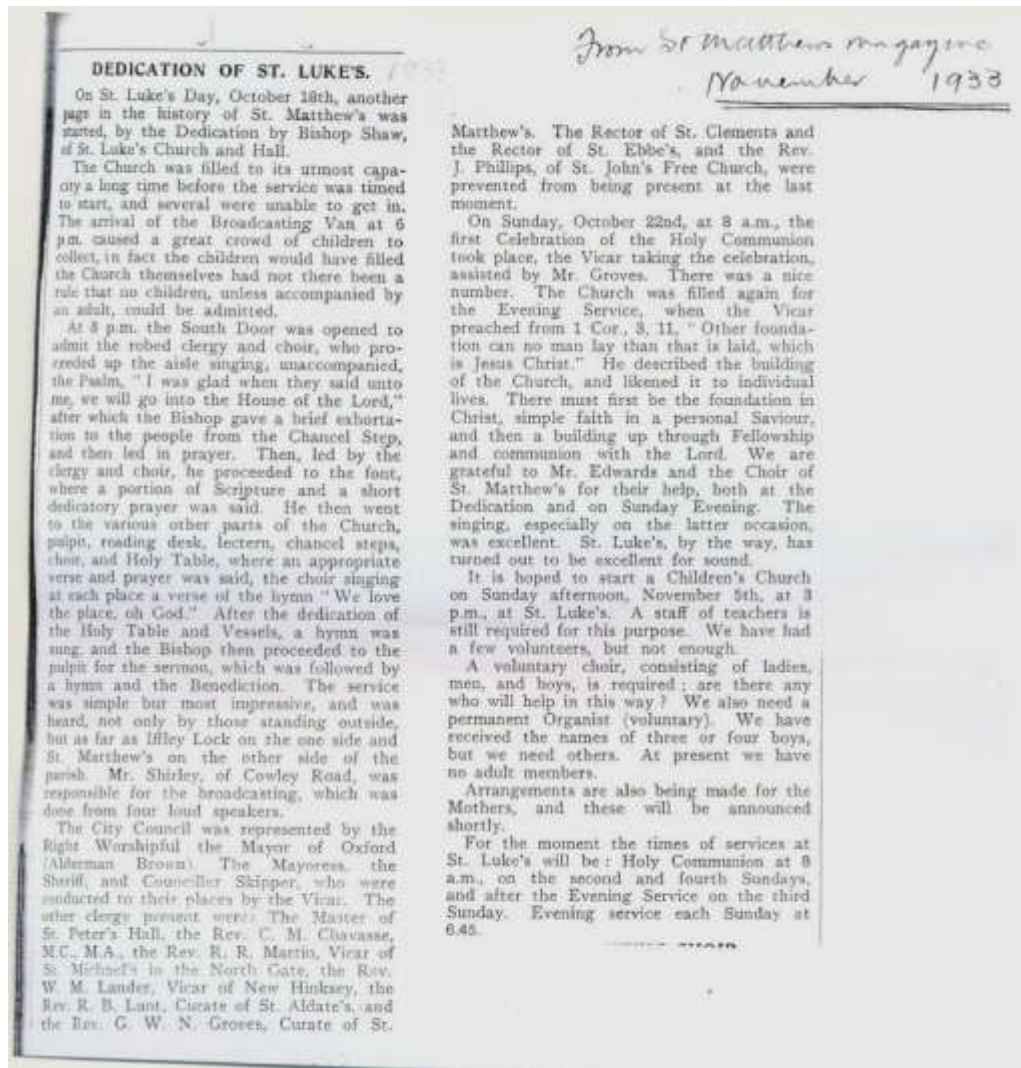 From St Matthews magazine
November 1933
DEDICATION OF ST. LUKE'S. 1933
On St. Luke's Day, October 18th, another
page in the history of St. Matthew's was
started, by the Dedication by Bishop Shaw,
of St. Luke's Church and Hall.
The Church was filled to its utmost capa-
city a long time before the service was timed
to start, and several were unable to get in.
The arrival of the Broadcasting Van at 6
p.m. caused a great crowd of children to
collect, in fact the children would have filled
the Church themselves had not there been a
rule that no children, unless accompanied by
an adult, could be admitted.
At 8 p.m. the South Door was opened to
admit the robed clergy and choir, who pro-
ceeded up the aisle singing, unaccompanied,
the Psalm, "I was glad when they said unto
me, we will go into the House of the Lord,"
after which the Bishop gave a brief exhorta-
tion to the people from the Chancel Step,
and then led in prayer. Then, led by the
clergy and choir, he proceeded to the font,
where a portion of Scripture and a short
dedicatory prayer was said. He then went
to the various other parts of the Church,
pulpit, reading desk, lectern, chancel steps,
choir, and Holy Table, where an appropriate
verse and prayer was said, the choir singing
at each place a verse of the hymn "We love
the place, oh God." After the dedication of
the Holy Table and Vessels, a hymn was
sung, and the Bishop then proceeded to the
pulpit for the sermon, which was followed by
a hymn and the Benediction. The service
was simple but most impressive, and was
heard, not only by those standing outside,
but as far as Iffley Lock on the one side and
St. Matthew's on the other side of the
parish. Mr. Shirley, of Cowley Road, was
responsible for the broadcasting, which was
done from four loud speakers.
The City Council was represented by the
Right Worshipful the Mayor of Oxford
(Alderman Brown). The Mayoress, the
Sheriff, and Councillor Skipper, who were
conducted to their places by the Vicar. The
other clergy present were: The Master of
St. Peter's Hall, the Rev. C. M. Chavasse,
M.C., M.A., the Rev. R. R. Martin, Vicar of
St. Michael's in the North Gate, the Rev.
W. M. Lander, Vicar of New Hinksey, the
Rev. R. B. Lunt, Curate of St. Aldate's, and
the Rev. G. W. N. Groves, Curate of St.
Matthew's. The Rector of St. Clements and
the Rector of St. Ebbe's, and the Rev.
J. Phillips, of St. John's Free Church, were
prevented from being present at the last
moment.
On Sunday, October 22nd, at 8 a.m., the
first Celebration of the Holy Communion
took place, the Vicar taking the celebration,
assisted by Mr. Groves. There was a nice
number. The Church was filled again for
the Evening Service, when the Vicar
preached from 1 Cor., 3, 11, "Other founda-
tion can no man lay than that is laid, which
is Jesus Christ." He described the building
of the Church, and likened it to individual
lives. There must first be the foundation in
Christ, simple faith in a personal Saviour,
and then a building up through Fellowship
and communion with the Lord. We are
grateful to Mr. Edwards and the Choir of
St. Matthew's for their help, both at the
Dedication and on Sunday Evening. The
singing, especially on the latter occasion,
was excellent. St. Luke's, by the way, has
turned out to be excellent for sound.
It is hoped to start a Children's Church
on Sunday afternoon, November 5th, at 3
p.m., at St. Luke's. A staff of teachers is
still required for this purpose. We have had
a few volunteers, but not enough.
A voluntary choir, consisting of ladies,
men, and boys, is required; are there any
who will help in this way? We also need a
permanent Organist (voluntary). We have
received the names of three or four boys,
but we need others. At present we have
no adult members.
Arrangements are also being made for the
Mothers, and these will be announced
shortly.
For the moment the times of services at
St. Luke's will be: Holy Communion at 8
a.m., on the second and fourth Sundays,
and after the Evening Service on the third
Sunday. Evening service each Sunday at
6.45.